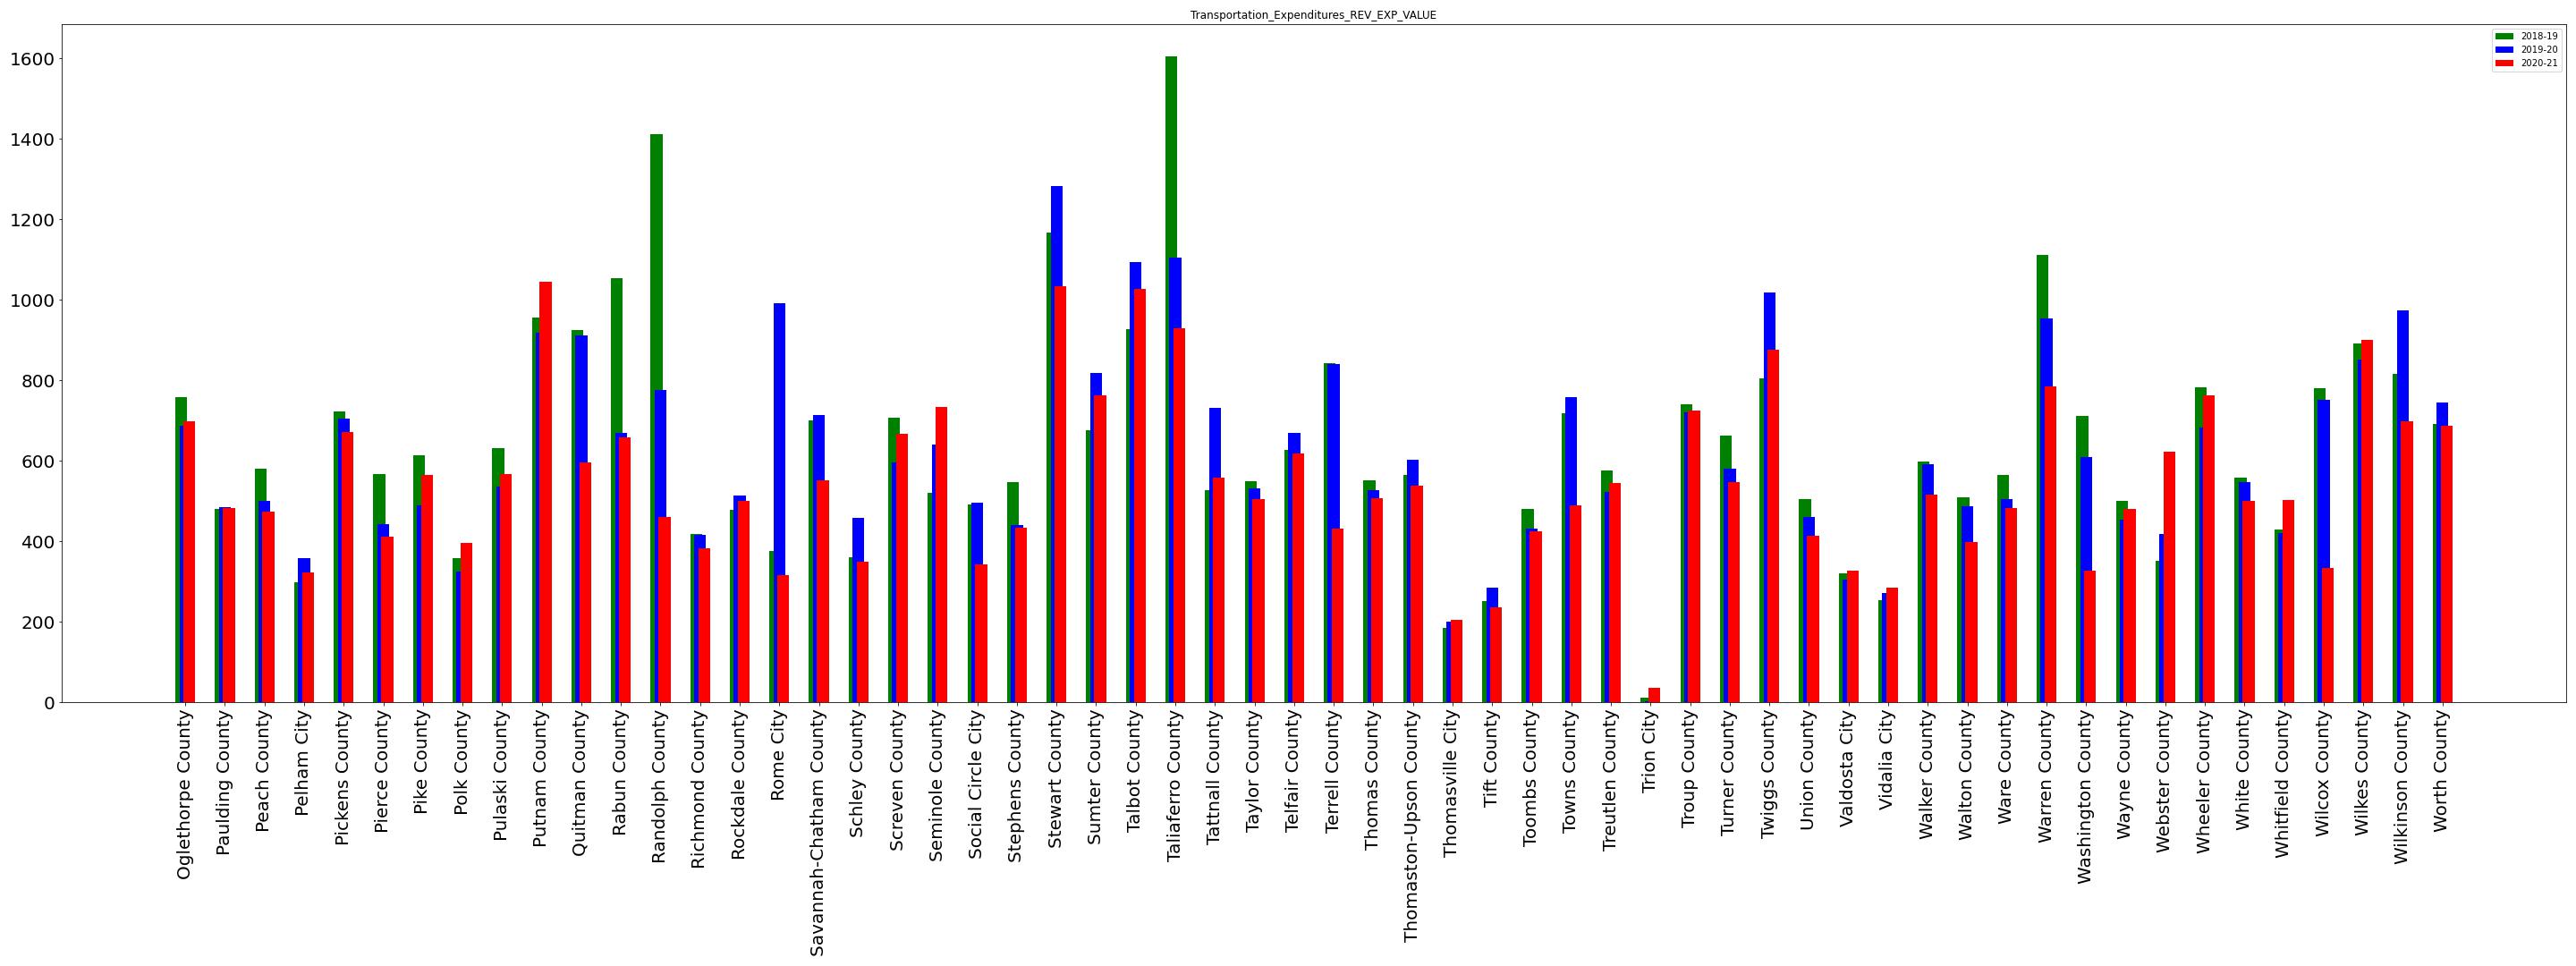 Transportation_Expenditures_REV_EXP_VALUE
2018-19
2019-20
2020-21
1600
1400
1200
1000
800
600
400
200
0
Oglethorpe County
Paulding County
Peach County
Pelham City
Pickens County
Pierce County
Pike County
Polk County
Pulaski County
Putnam County
Quitman County
Rabun County
Randolph County
Richmond County
Rockdale County
Rome City
Savannah-Chatham County
Schley County
Screven County
Seminole County
Social Circle City
Stephens County
Stewart County
Sumter County
Talbot County
Taliaferro County
Tattnall County
Taylor County
Telfair County
Terrell County
Thomas County
Thomaston-Upson County
Thomasville City
Tift County
Toombs County
Towns County
Treutlen County
Trion City
Troup County
Turner County
Twiggs County
Union County
Valdosta City
Vidalia City
Walker County
Walton County
Ware County
Warren County
Washington County
Wayne County
Webster County
Wheeler County
White County
Whitfield County
Wilcox County
Wilkes County
Wilkinson County
Worth County